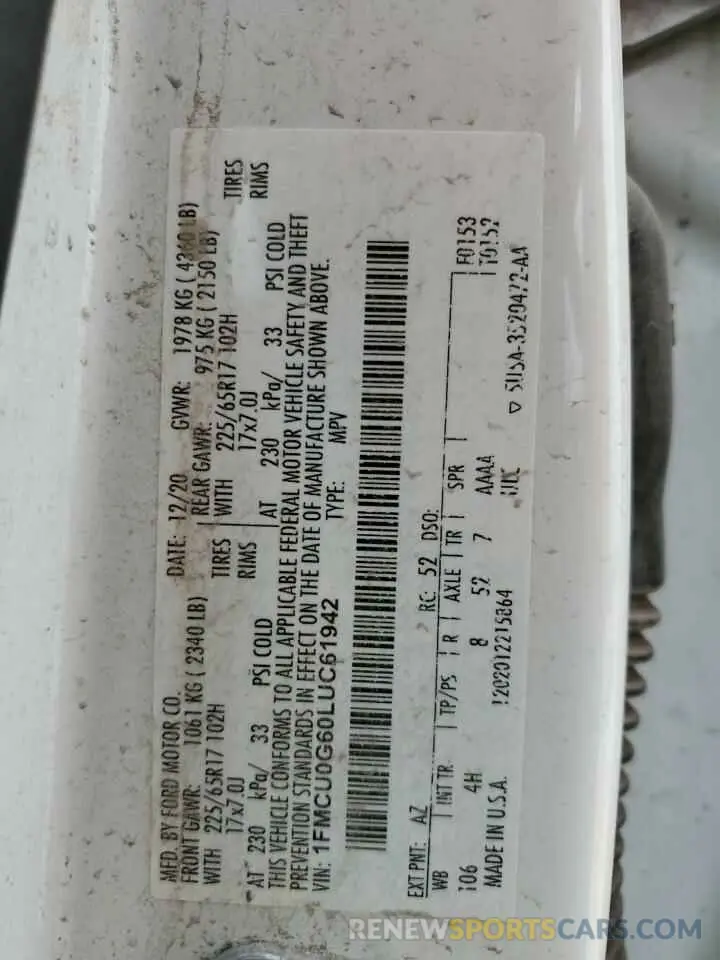 MFD. BY FORD MOTOR CO.
DATE: 12/20 GVWR: 1978 KG ( 4360 LB)
FRONT GAWR: 1061 KG ( 2340 LB)
REAR GAWR: 975 KG ( 2150 LB)
WITH 225/65R17 102H TIRES
WITH 225/65R17 102H TIRES
17x7.0J RIMS
17x7.0J RIMS
AT 230 kPa/ 33 PSI COLD
AT 230 kPa/ 33 PSI COLD
THIS VEHICLE CONFORMS TO ALL APPLICABLE FEDERAL MOTOR VEHICLE SAFETY AND THEFT
PREVENTION STANDARDS IN EFFECT ON THE DATE OF MANUFACTURE SHOWN ABOVE.
VIN: 1FMCU0G60LUC61942
TYPE: MPV
EXT PNT: AZ RC: 52 DSO:
WB INT TR. TP/PS R AXLE TR SPR
106 4H 8 52 7 AAAA
F0153
T0152
MADE IN U.S.A.
1202012215864
RENEWSPORTSCARS.COM